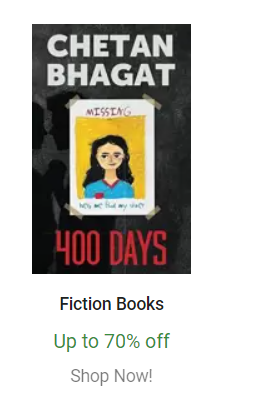 CHETAN
BHAGAT
MISSING
help me find my sister
400 DAYS
Fiction Books
Up to 70% off
Shop Now!